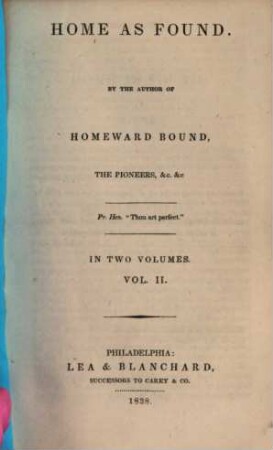 HOME AS FOUND.
BY THE AUTHOR OF
HOMEWARD BOUND,
THE PIONEERS, &c. &c
Pr. Hen. "Thou art perfect."
IN TWO VOLUMES.
VOL. II.
PHILADELPHIA:
LEA & BLANCHARD,
SUCCESSORS TO CAREY & CO.
1838.